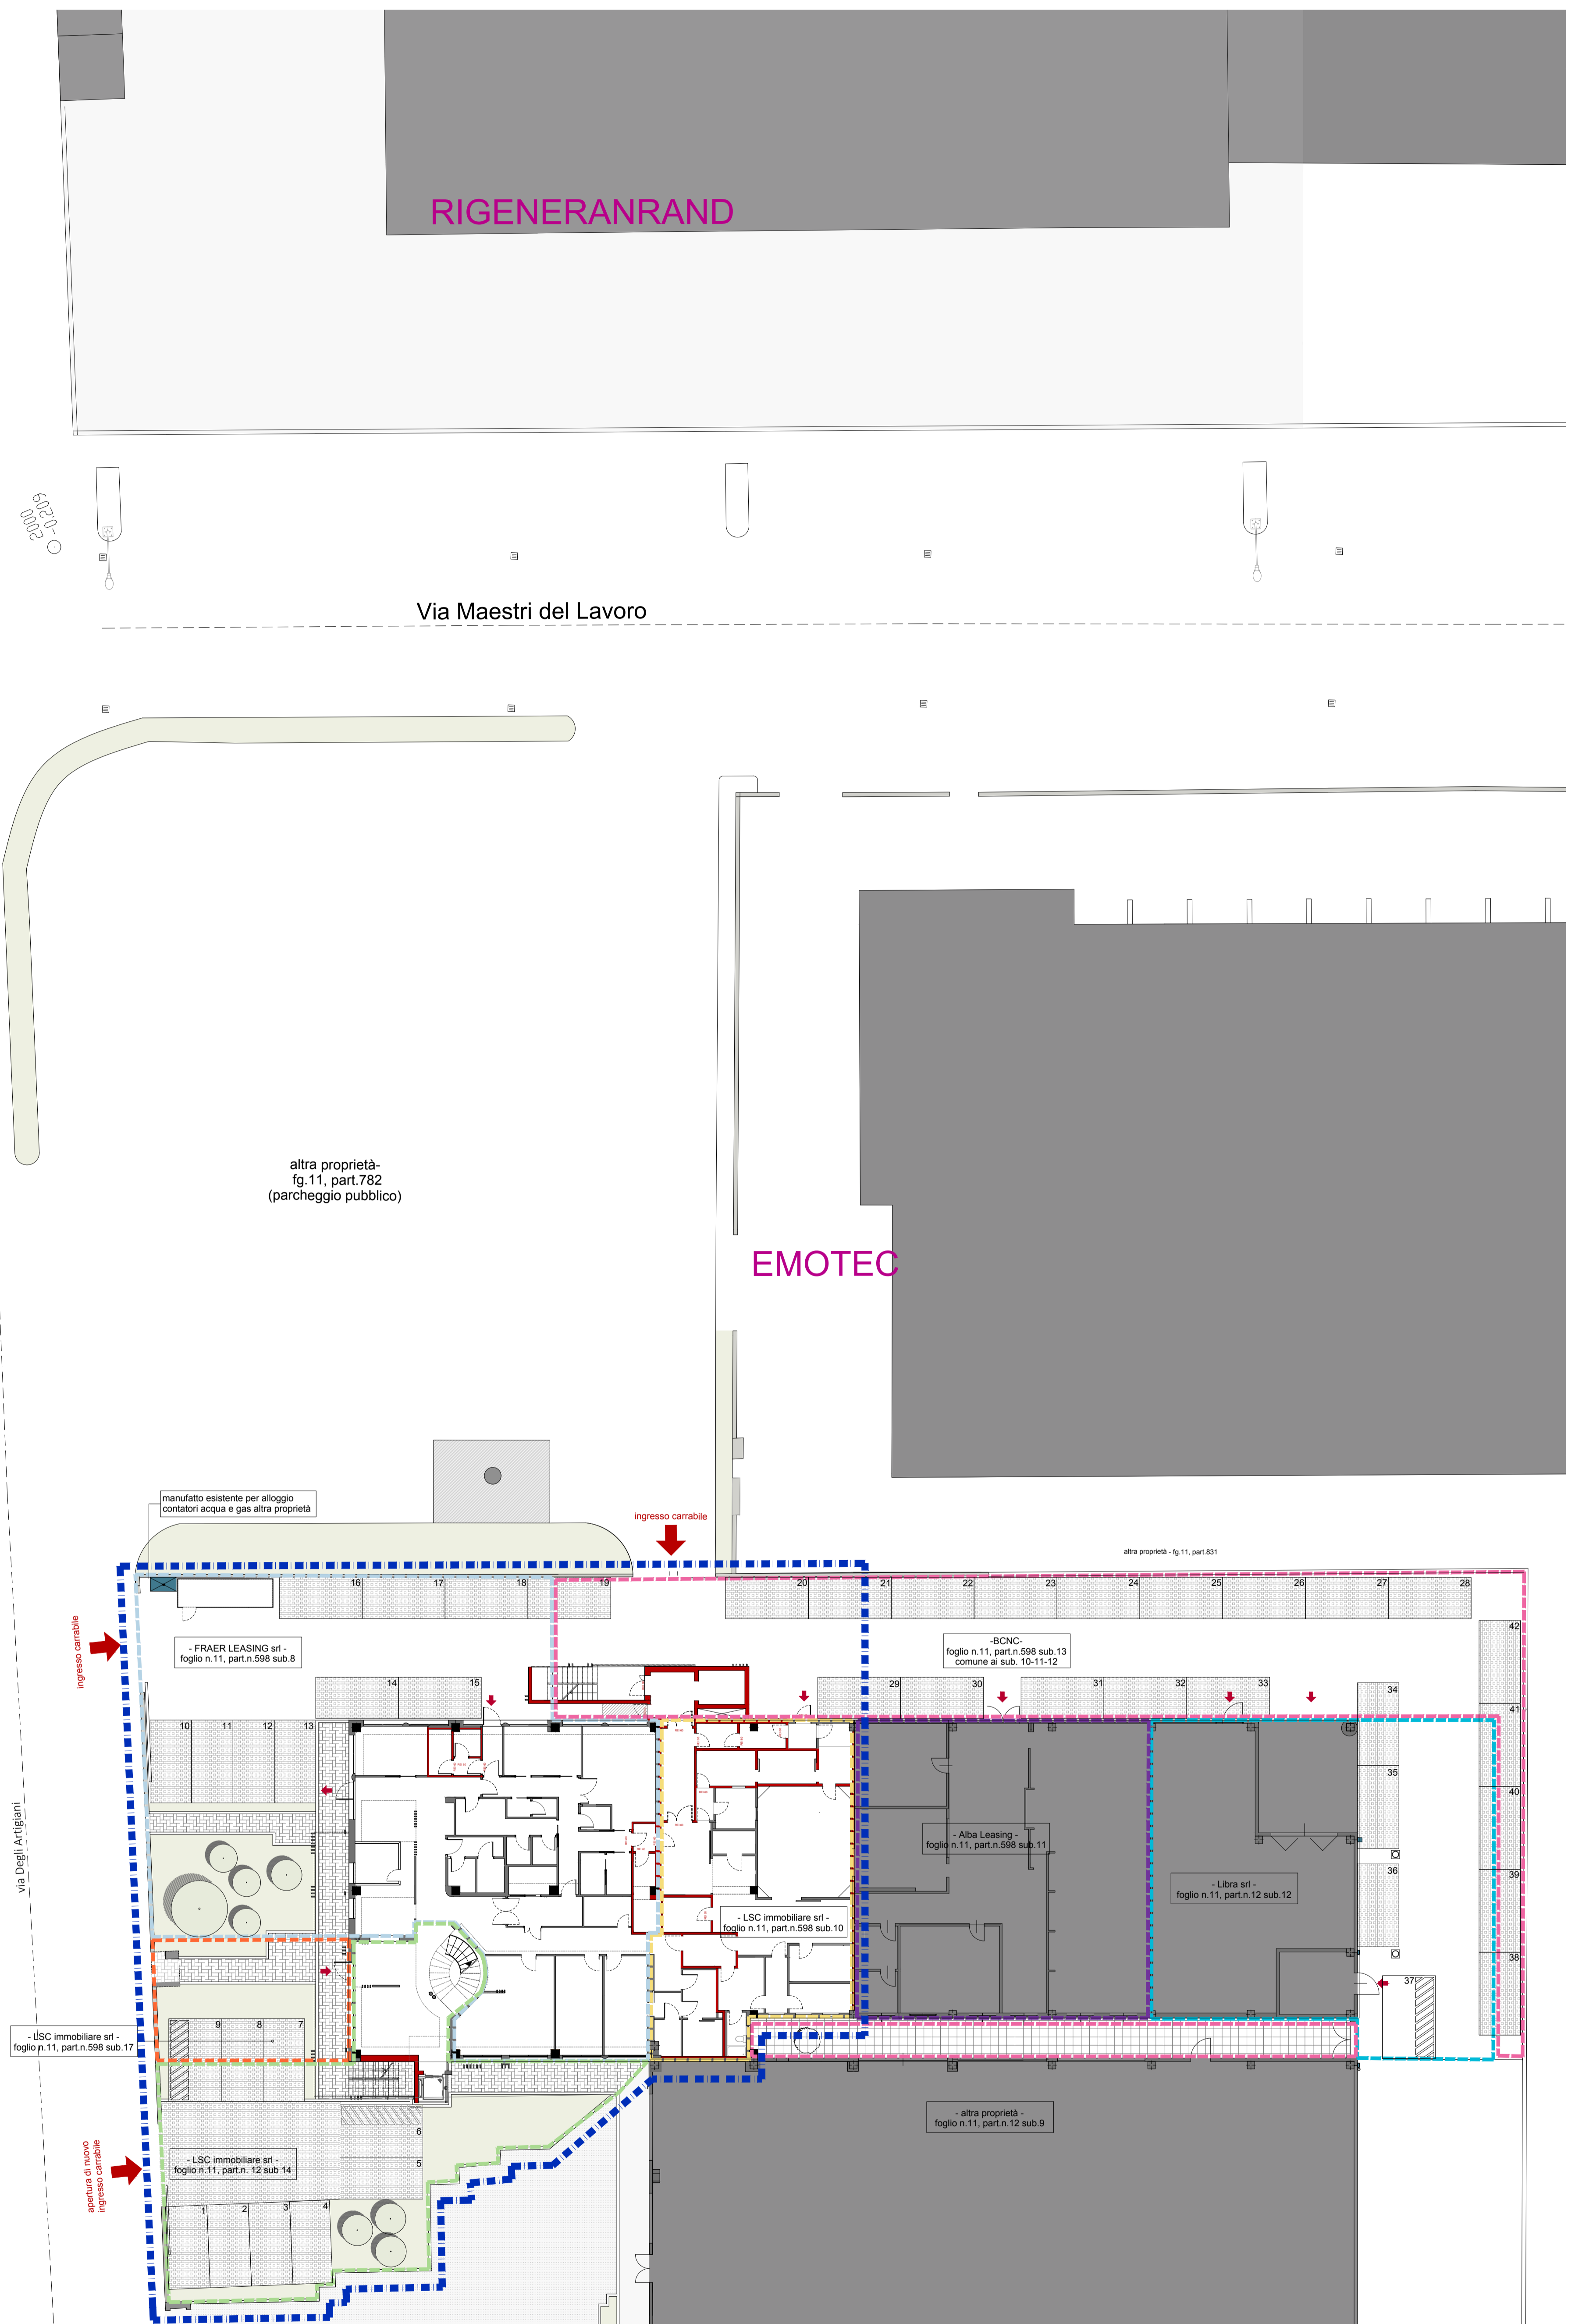 RIGENERANRAND
-0.209
2000
Via Maestri del Lavoro
altra proprietà-
fg.11, part.782
(parcheggio pubblico)
EMOTEC
manufatto esistente per alloggio
contatori acqua e gas altra proprietà
ingresso carrabile
altra proprietà - fg.11, part.831
16
17
18
19
20
21
22
23
24
25
26
27
28
ingresso carrabile
- FRAER LEASING srl -
foglio n.11, part.n.598 sub.8
-BCNC-
foglio n.11, part.n.598 sub.13
comune ai sub. 10-11-12
42
14
15
29
30
31
32
33
34
41
10
11
12
13
35
40
via Degli Artigiani
- Alba Leasing -
foglio n.11, part.n.598 sub.11
39
36
- Libra srl -
foglio n.11, part.n.12 sub.12
- LSC immobiliare srl -
foglio n.11, part.n.598 sub.10
38
37
9
8
7
- LSC immobiliare srl -
foglio n.11, part.n.598 sub.17
- altra proprietà -
foglio n.11, part.n.12 sub.9
6
5
apertura di nuovo
ingresso carrabile
- LSC immobiliare srl -
foglio n.11, part.n. 12 sub 14
1
2
3
4